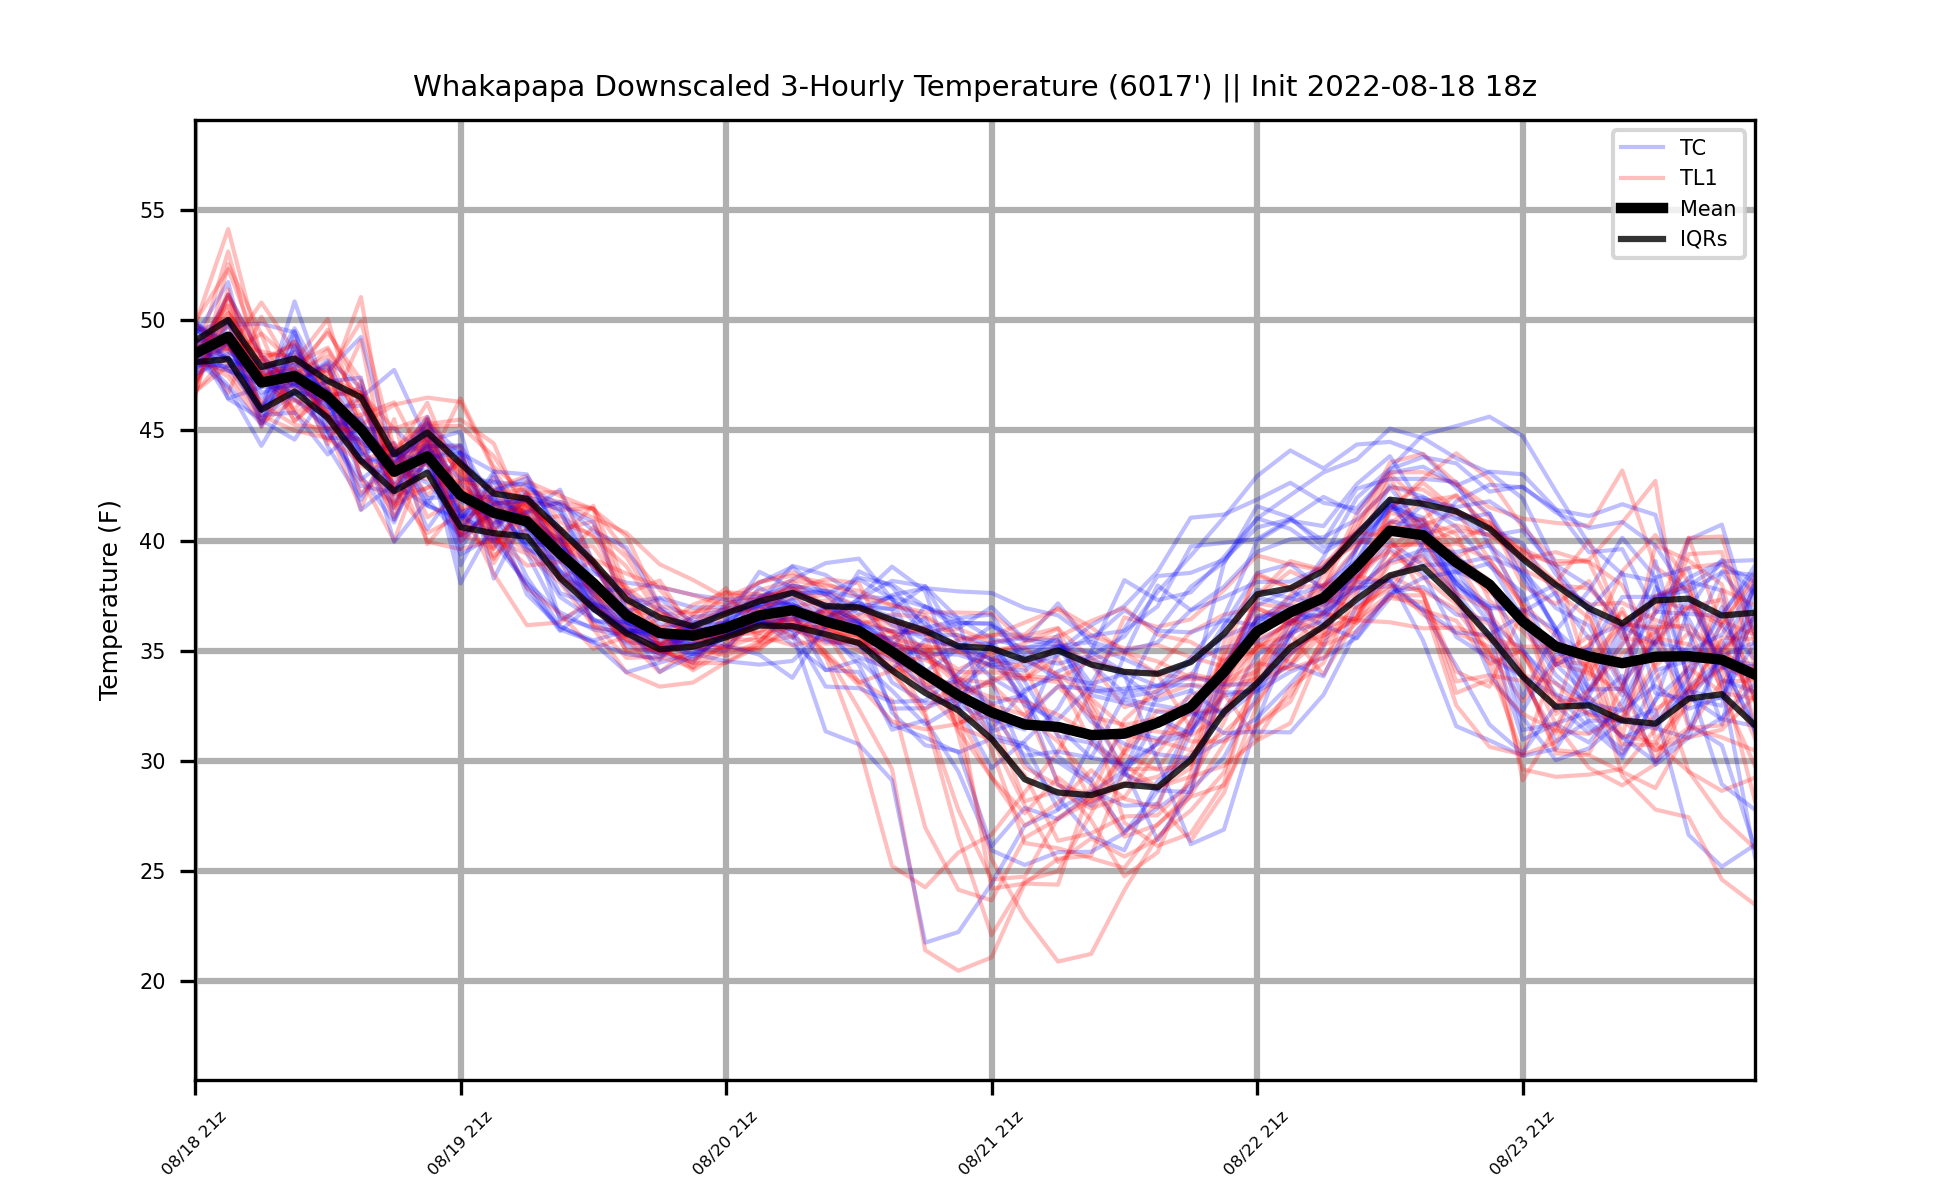 Whakapapa Downscaled 3-Hourly Temperature (6017') || Init 2022-08-18 18z
TC
TL1
Mean
IQRs
Temperature (F)
55
50
45
40
35
30
25
20
08/18 21z
08/19 21z
08/20 21z
08/21 21z
08/22 21z
08/23 21z